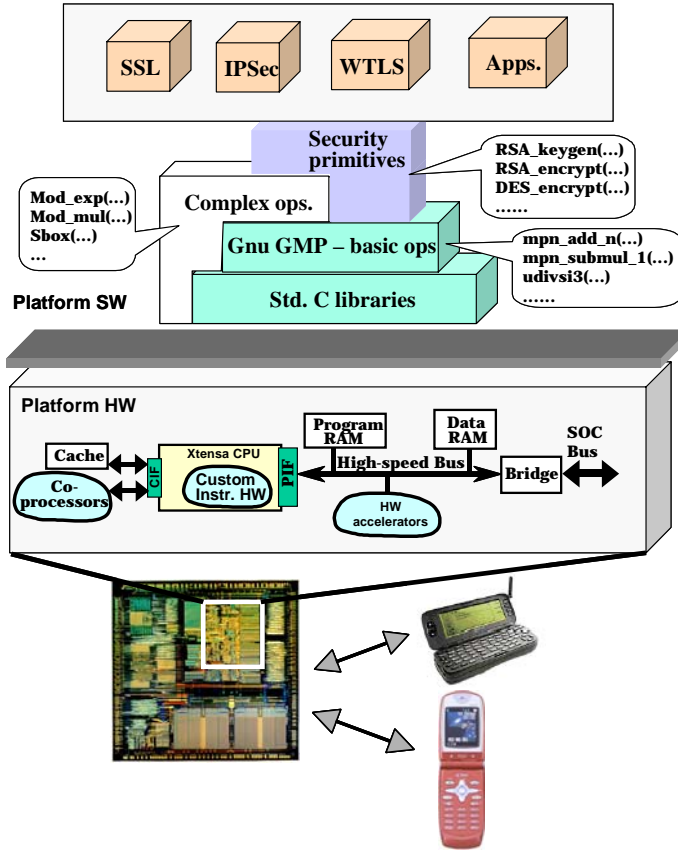 SSL
IPSec
WTLS
Apps.
Security
primitives
RSA_keygen(...)
RSA_encrypt(...)
DES_encrypt(...)
......
Mod_exp(...)
Mod_mul(...)
Sbox(...)
...
Complex ops.
Gnu GMP – basic ops
mpn_add_n(...)
mpn_submul_1(...)
udivsi3(...)
......
Std. C libraries
Platform SW
Platform HW
Program
RAM
Data
RAM
SOC
Bus
Cache
Xtensa CPU
CIF
PIF
High-speed Bus
Bridge
Co-
processors
Custom
Instr. HW
HW
accelerators